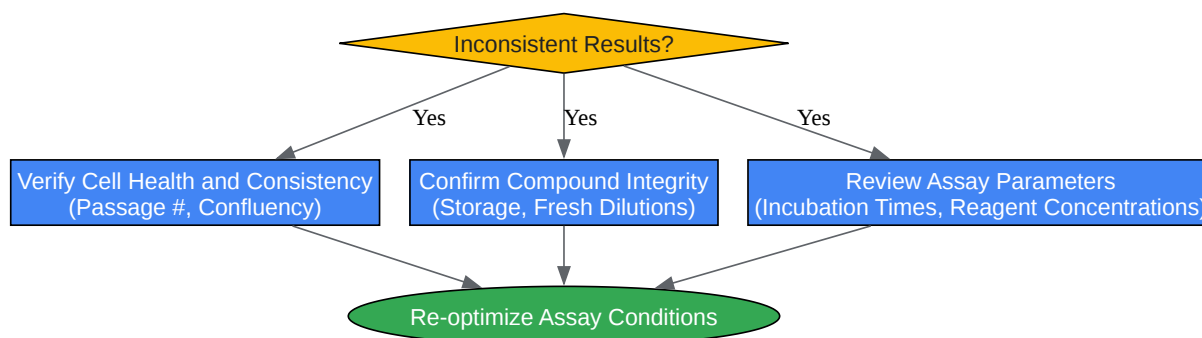 Inconsistent Results?
Yes
Yes
Yes
Verify Cell Health and Consistency
(Passage #, Confluency)
Confirm Compound Integrity
(Storage, Fresh Dilutions)
Review Assay Parameters
(Incubation Times, Reagent Concentrations)
Re-optimize Assay Conditions